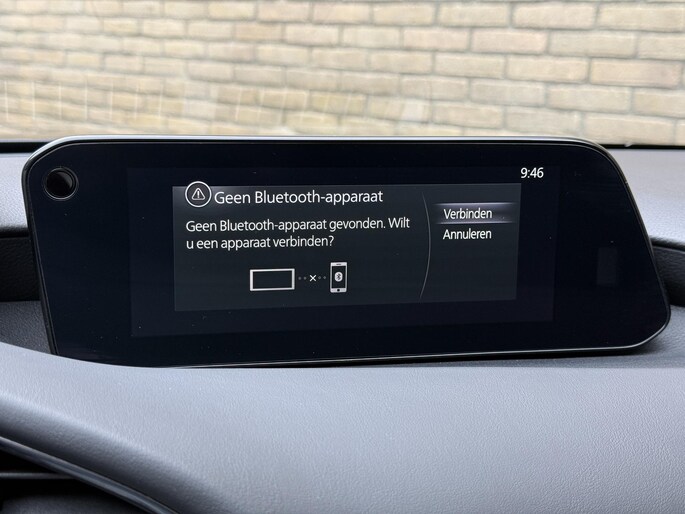 9:46
Geen Bluetooth-apparaat
Geen Bluetooth-apparaat gevonden. Wilt
u een apparaat verbinden?
Verbinden
Annuleren